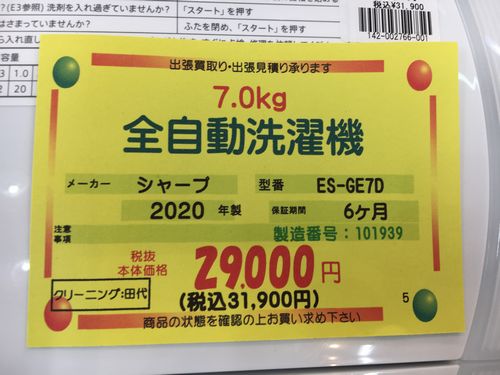 (E3参照) 洗剤を入れ過ぎていませんか?
「スタート」を押す
はさまっていませんか?
ふたを閉め、「スタート」を押す
税込¥31,900
142-002766-001
出張買取り・出張見積り承ります
7.0kg
全自動洗濯機
メーカー シャープ 型番 ES-GE7D
2020 年製 保証期間 6ヶ月
注意事項 製造番号:101939
税抜
本体価格 29,000円
(税込31,900円)
クリーニング:田代
5
商品の状態を確認の上お買い求め下さい